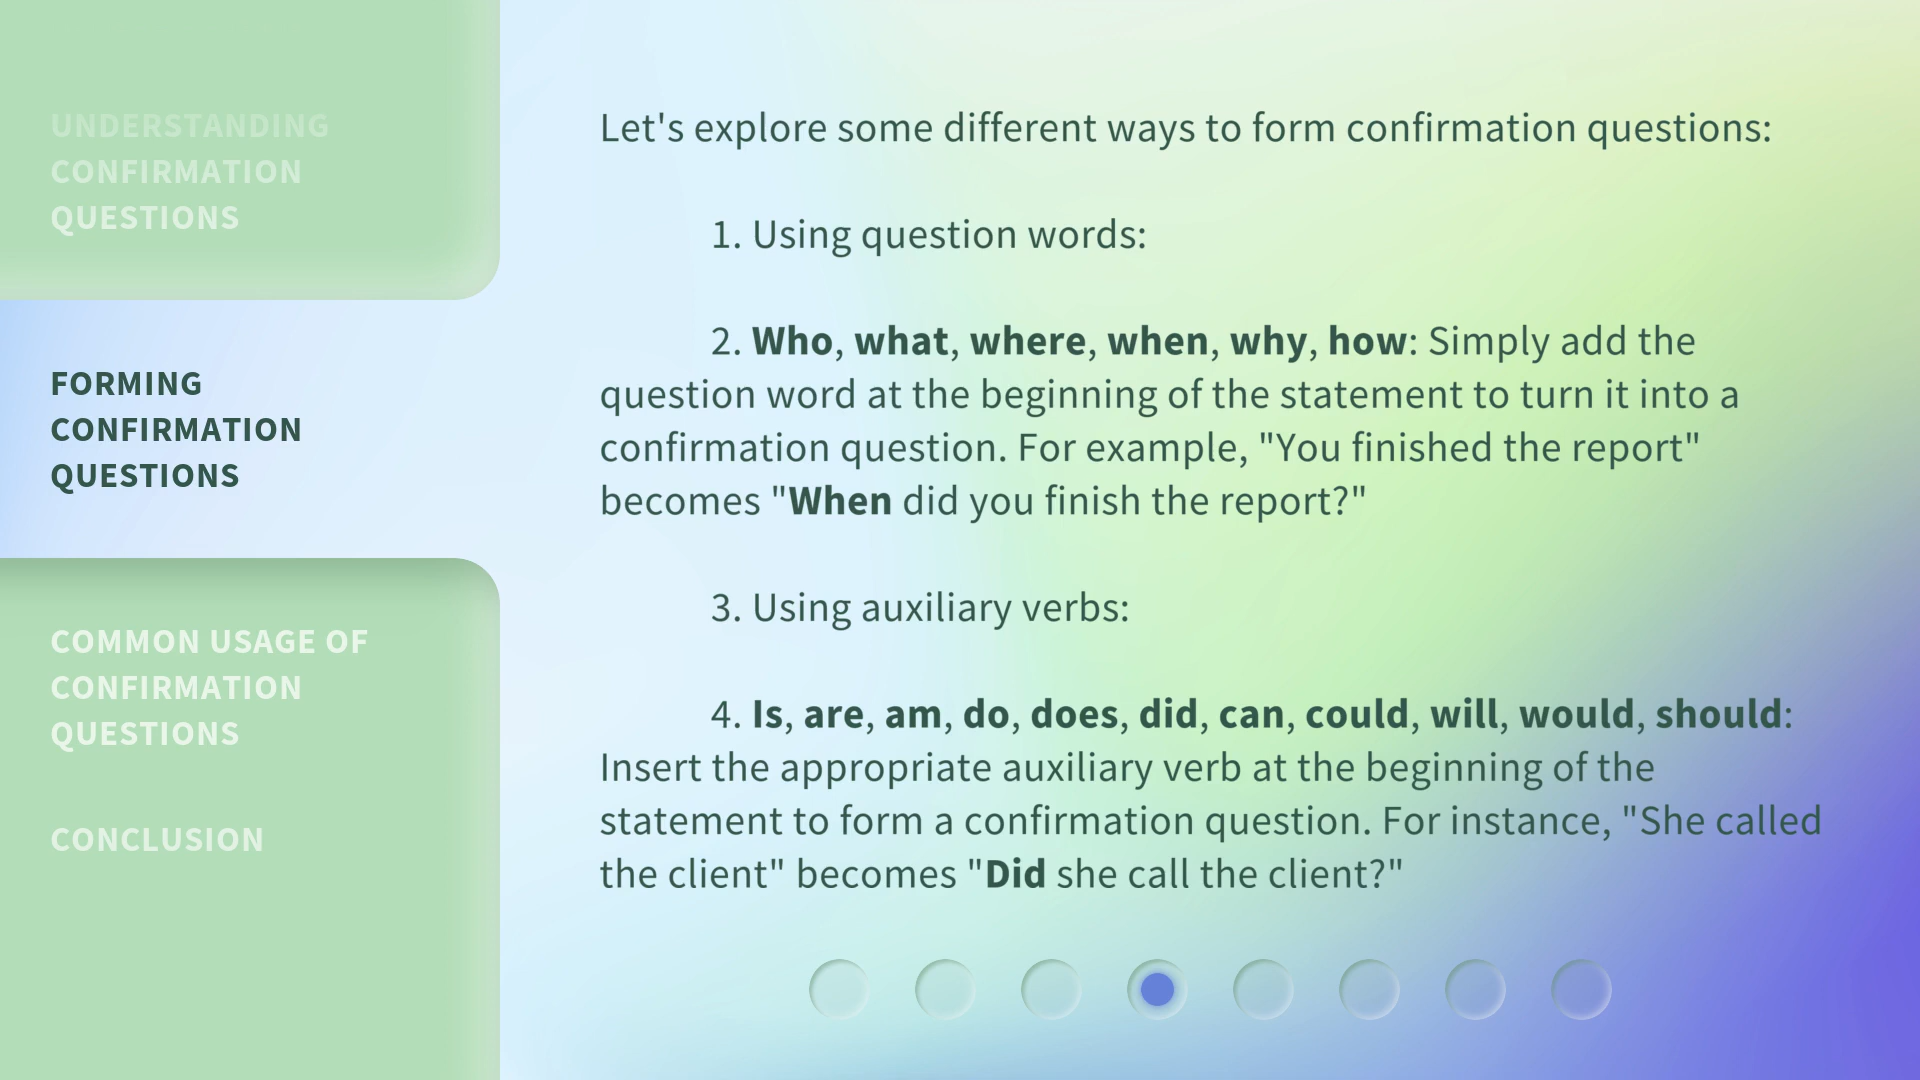 UNDERSTANDING
CONFIRMATION
QUESTIONS
FORMING
CONFIRMATION
QUESTIONS
COMMON USAGE OF
CONFIRMATION
QUESTIONS
CONCLUSION
Let's explore some different ways to form confirmation questions:
1. Using question words:
2. Who, what, where, when, why, how: Simply add the
question word at the beginning of the statement to turn it into a
confirmation question. For example, "You finished the report"
becomes "When did you finish the report?"
3. Using auxiliary verbs:
4. Is, are, am, do, does, did, can, could, will, would, should:
Insert the appropriate auxiliary verb at the beginning of the
statement to form a confirmation question. For instance, "She called
the client" becomes "Did she call the client?"